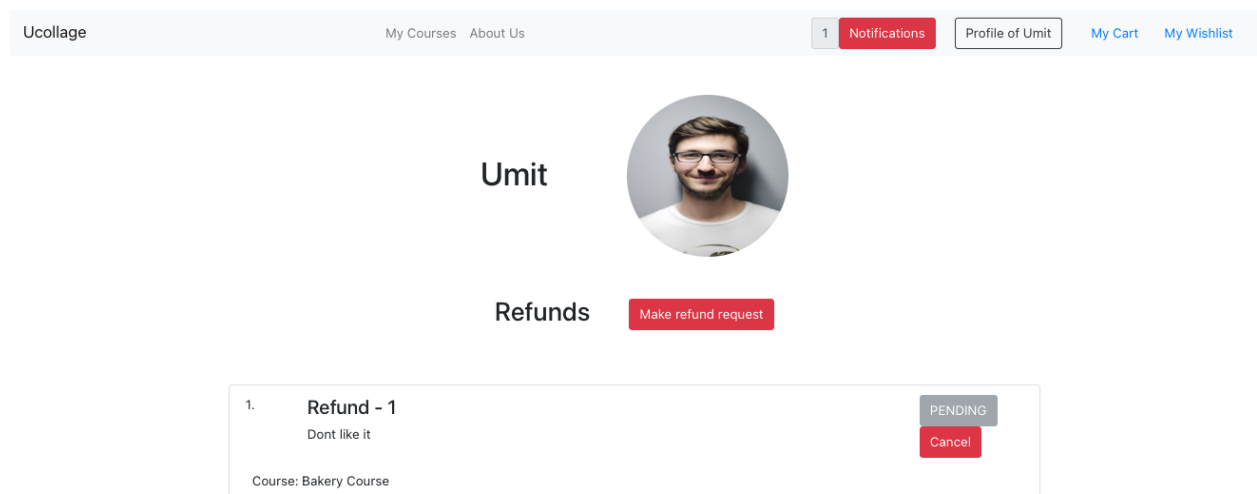 Ucollage My Courses About Us 1 Notifications Profile of Umit My Cart My Wishlist
Umit
Refunds Make refund request
1. Refund - 1 PENDING
Dont like it Cancel
Course: Bakery Course